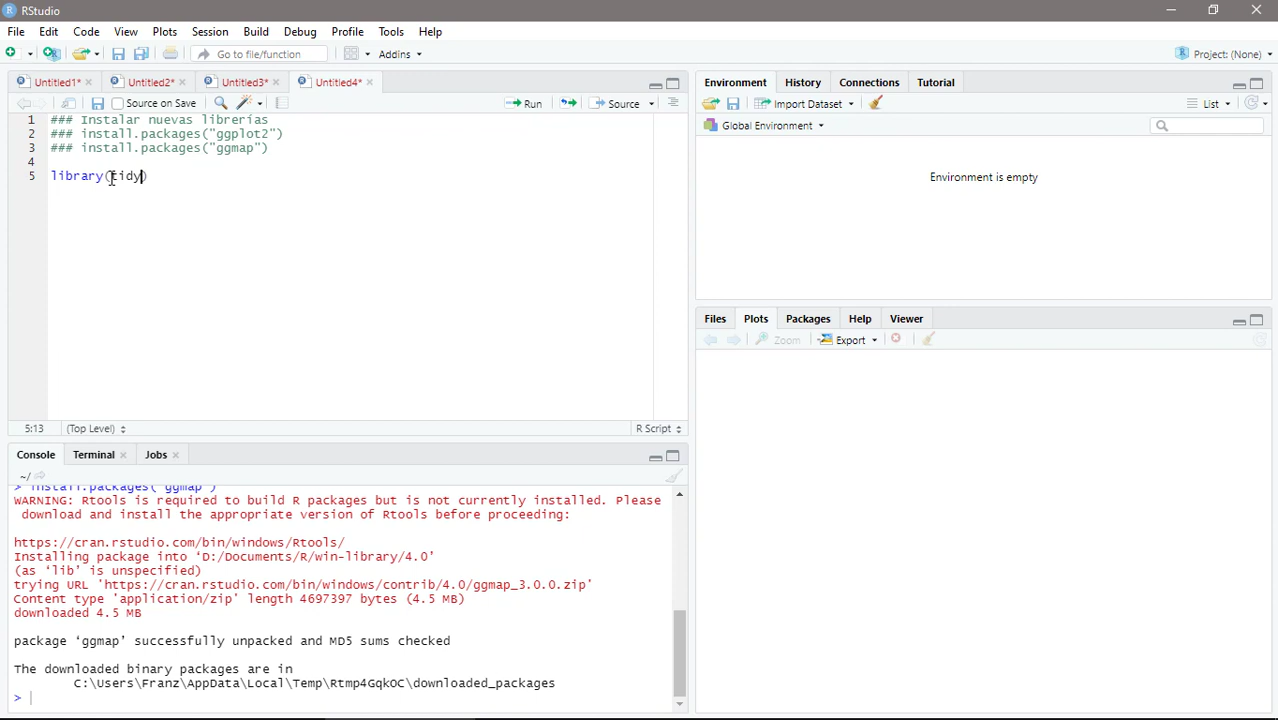 RStudio
File Edit Code View Plots Session Build Debug Profile Tools Help
Go to file/function Addins Project: (None)
Untitled1* Untitled2* Untitled3* Untitled4*
Source on Save Run Source
1 ### Instalar nuevas librerías
2 ### install.packages("ggplot2")
3 ### install.packages("ggmap")
4
5 library(tidy)
5:13 (Top Level) R Script
Console Terminal Jobs
~/
> install.packages("ggmap")
WARNING: Rtools is required to build R packages but is not currently installed. Please
download and install the appropriate version of Rtools before proceeding:
https://cran.rstudio.com/bin/windows/Rtools/
Installing package into ‘D:/Documents/R/win-library/4.0’
(as ‘lib’ is unspecified)
trying URL 'https://cran.rstudio.com/bin/windows/contrib/4.0/ggmap_3.0.0.zip'
Content type 'application/zip' length 4697397 bytes (4.5 MB)
downloaded 4.5 MB
package ‘ggmap’ successfully unpacked and MD5 sums checked
The downloaded binary packages are in
C:\Users\Franz\AppData\Local\Temp\Rtmp4GqkOC\downloaded_packages
>
Environment History Connections Tutorial
Import Dataset List
Global Environment
Environment is empty
Files Plots Packages Help Viewer
Zoom Export